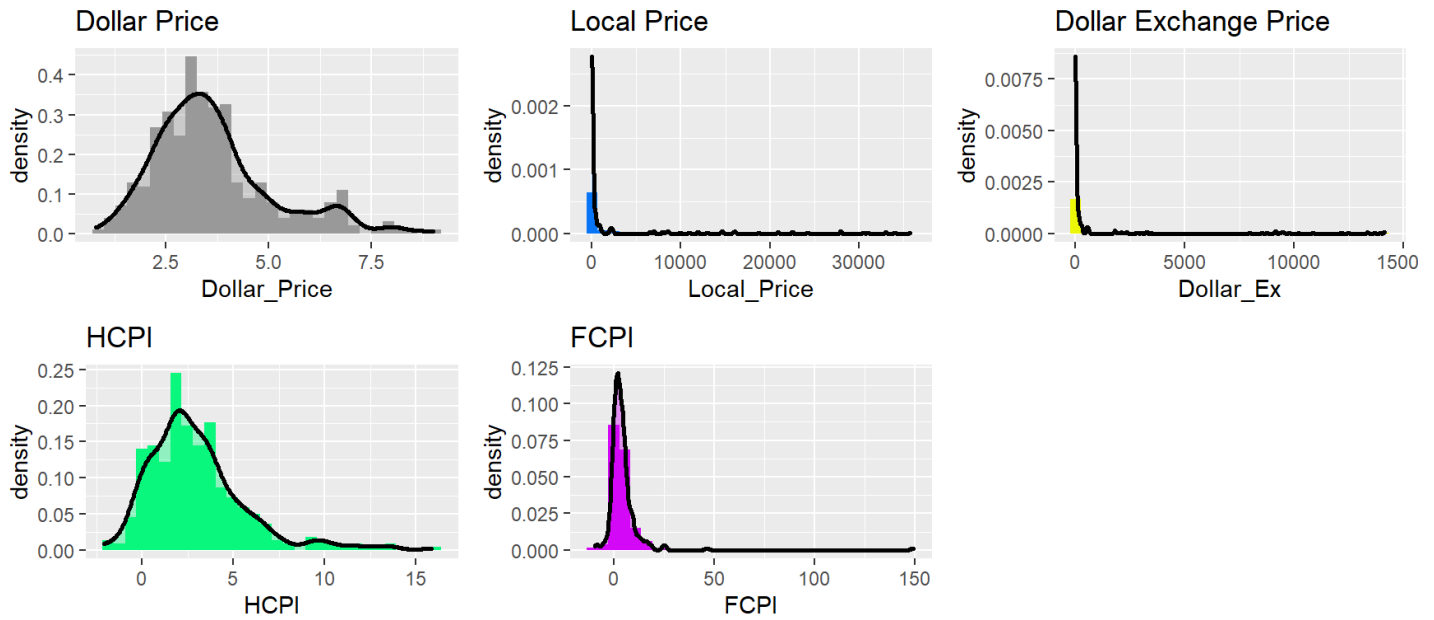 Dollar Price
density
0.4
0.3
0.2
0.1
0.0
2.5 5.0 7.5
Dollar_Price
Local Price
density
0.002
0.001
0.000
0 10000 20000 30000
Local_Price
Dollar Exchange Price
density
0.0075
0.0050
0.0025
0.0000
0 5000 10000 1500
Dollar_Ex
HCPI
density
0.25
0.20
0.15
0.10
0.05
0.00
0 5 10 15
HCPI
FCPI
density
0.125
0.100
0.075
0.050
0.025
0.000
0 50 100 150
FCPI